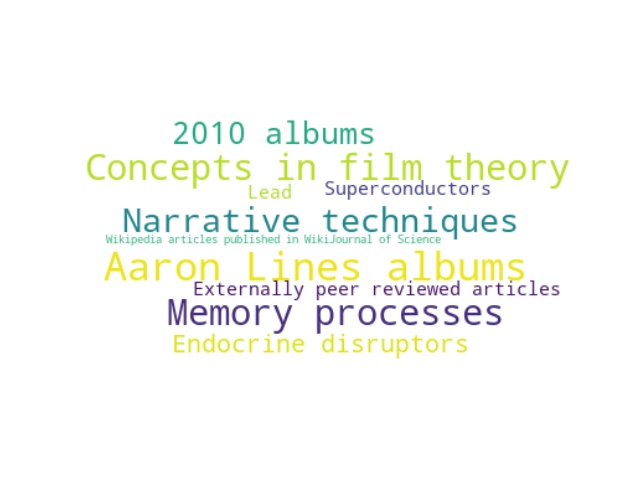 2010 albums
Concepts in film theory
Lead Superconductors
Narrative techniques
Wikipedia articles published in WikiJournal of Science
Aaron Lines albums
Externally peer reviewed articles
Memory processes
Endocrine disruptors